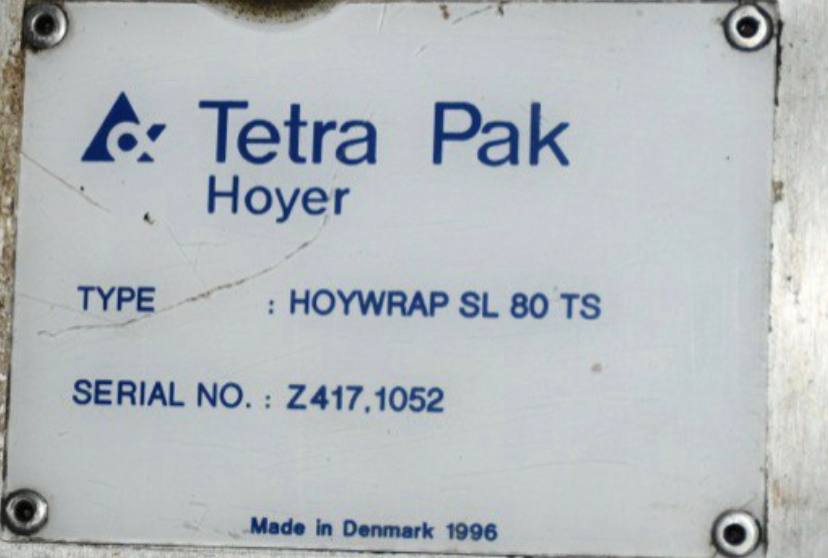 Tetra Pak
Hoyer
TYPE : HOYWRAP SL 80 TS
SERIAL NO. : Z417.1052
Made in Denmark 1996